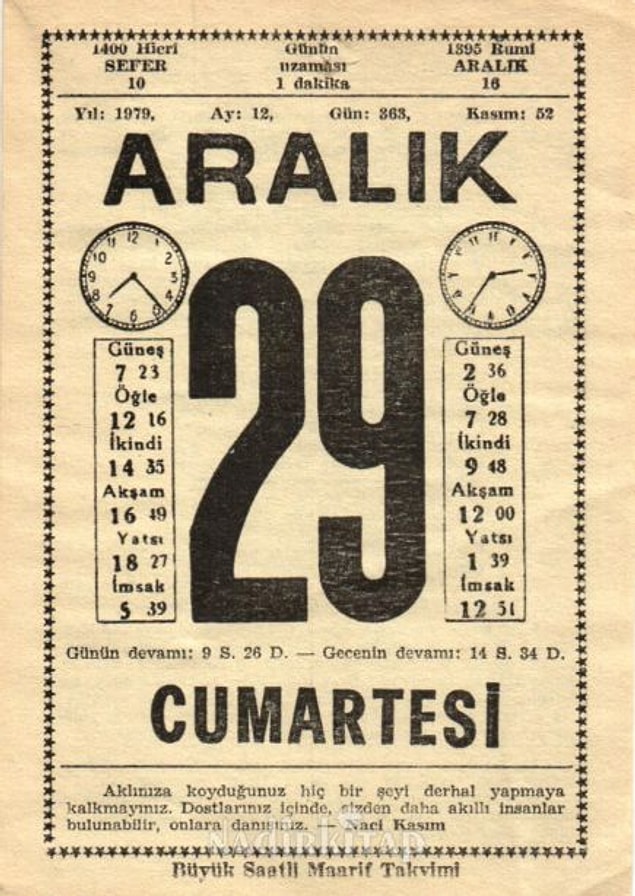 1400 Hicri Günün 1395 Rumi
SEFER uzaması ARALIK
10 1 dakika 16
Yıl: 1979, Ay: 12, Gün: 363, Kasım: 52
ARALIK
29
Güneş
7 23
Öğle
12 16
İkindi
14 35
Akşam
16 49
Yatsı
18 27
İmsak
5 39
Güneş
2 36
Öğle
7 28
İkindi
9 48
Akşam
12 00
Yatsı
1 39
İmsak
12 51
Günün devamı: 9 S. 26 D. — Gecenin devamı: 14 S. 34 D.
CUMARTESİ
Aklınıza koyduğunuz hiç bir şeyi derhal yapmaya
kalkmayınız. Dostlarınız içinde, sizden daha akıllı insanlar
bulunabilir, onlara danışınız. Naci Kasım
NADİRKİTAP
Büyük Saatli Maarif Takvimi